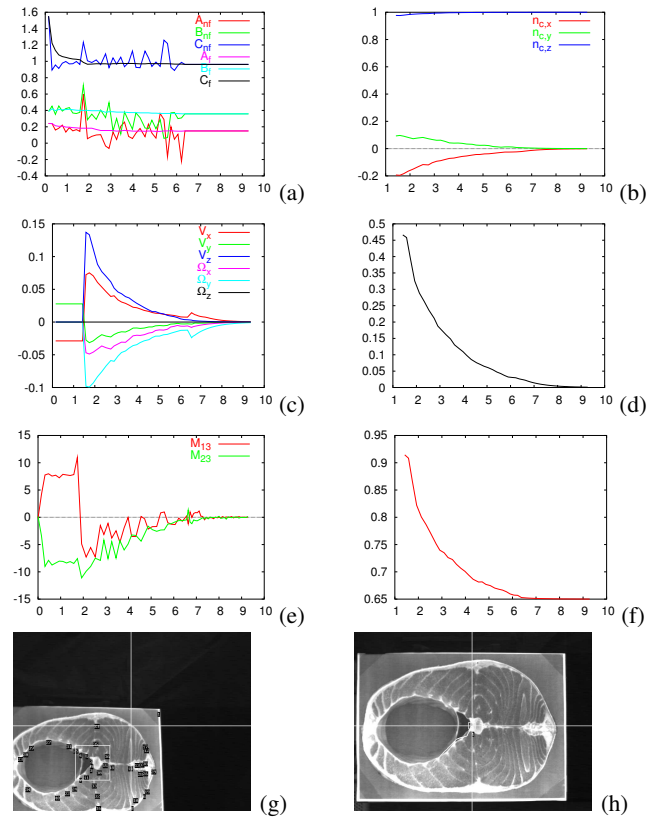 1.6
1.4
1.2
1
0.8
0.6
0.4
0.2
0
-0.2
-0.4
0 1 2 3 4 5 6 7 8 9 10
A_nf
B_nf
C_nf
A_f
B_f
C_f
(a)
1
0.8
0.6
0.4
0.2
0
-0.2
1 2 3 4 5 6 7 8 9 10
n_c,x
n_c,y
n_c,z
(b)
0.15
0.1
0.05
0
-0.05
-0.1
0 1 2 3 4 5 6 7 8 9 10
V_x
V_y
V_z
Ω_x
Ω_y
Ω_z
(c)
0.5
0.45
0.4
0.35
0.3
0.25
0.2
0.15
0.1
0.05
0
1 2 3 4 5 6 7 8 9 10
(d)
15
10
5
0
-5
-10
-15
0 1 2 3 4 5 6 7 8 9 10
M_13
M_23
(e)
0.95
0.9
0.85
0.8
0.75
0.7
0.65
1 2 3 4 5 6 7 8 9 10
(f)
(g)
(h)